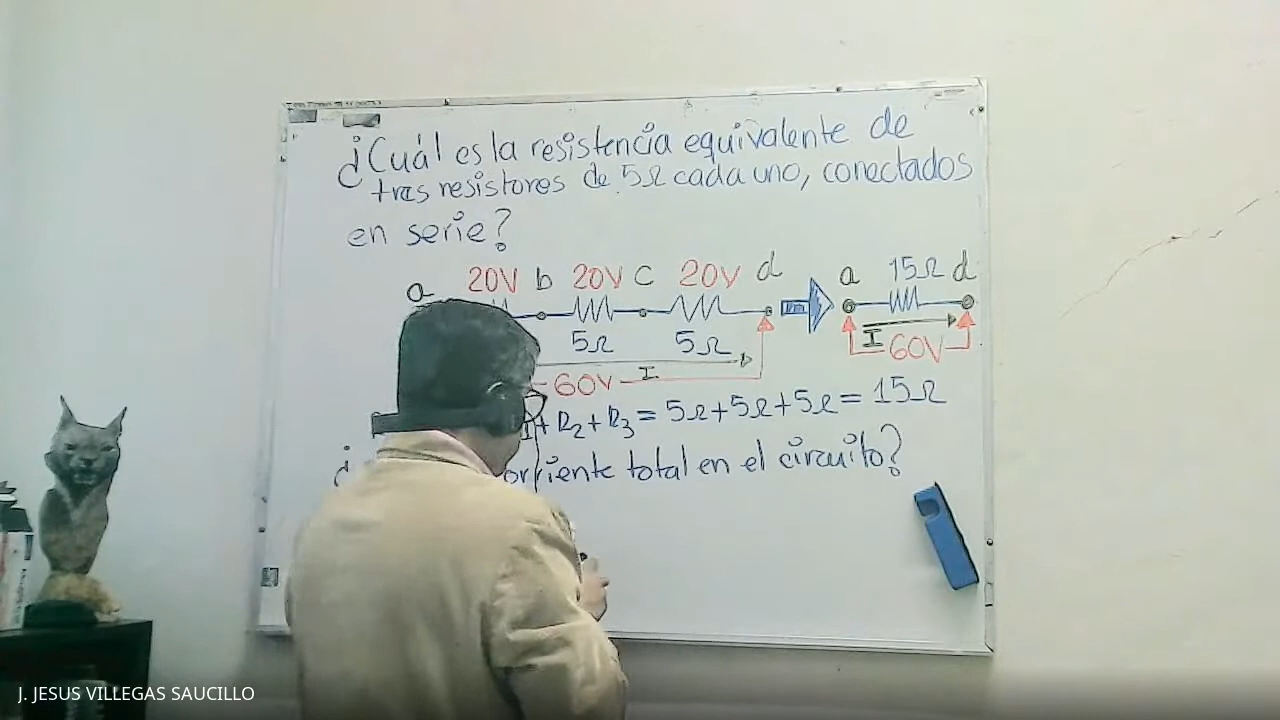 ¿Cuál es la resistencia equivalente de
tres resistores de 5Ω cada uno, conectados
en serie?
a 20V b 20V c 20V d a 15Ω d
5Ω 5Ω
I
60V I 60V
+ R2 + R3 = 5Ω+5Ω+5Ω = 15Ω
¿ corriente total en el circuito?
J. JESUS VILLEGAS SAUCILLO